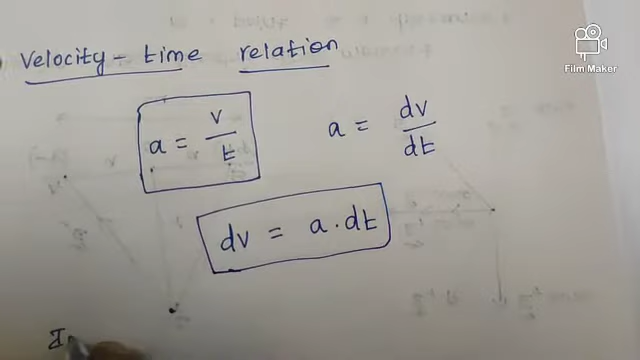 Velocity - time relation
Film Maker
a = v/t
a = dv/dt
dv = a . dt